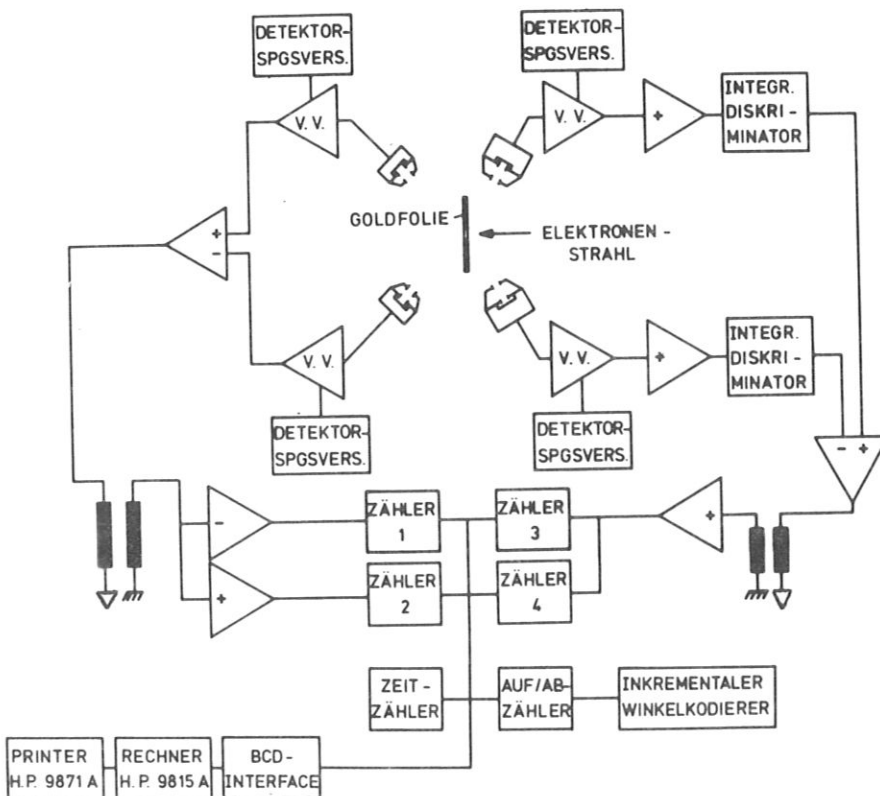 DETEKTOR-
SPGSVERS.
DETEKTOR-
SPGSVERS.
V. V.
V. V.
+
INTEGR.
DISKRI-
MINATOR
GOLDFOLIE
ELEKTRONEN-
STRAHL
+
-
V. V.
V. V.
+
INTEGR.
DISKRI-
MINATOR
DETEKTOR-
SPGSVERS.
DETEKTOR-
SPGSVERS.
- +
-
ZÄHLER
1
ZÄHLER
3
+
+
ZÄHLER
2
ZÄHLER
4
ZEIT-
ZÄHLER
AUF/AB-
ZÄHLER
INKREMENTALER
WINKELKODIERER
PRINTER
H.P. 9871 A
RECHNER
H.P. 9815 A
BCD-
INTERFACE